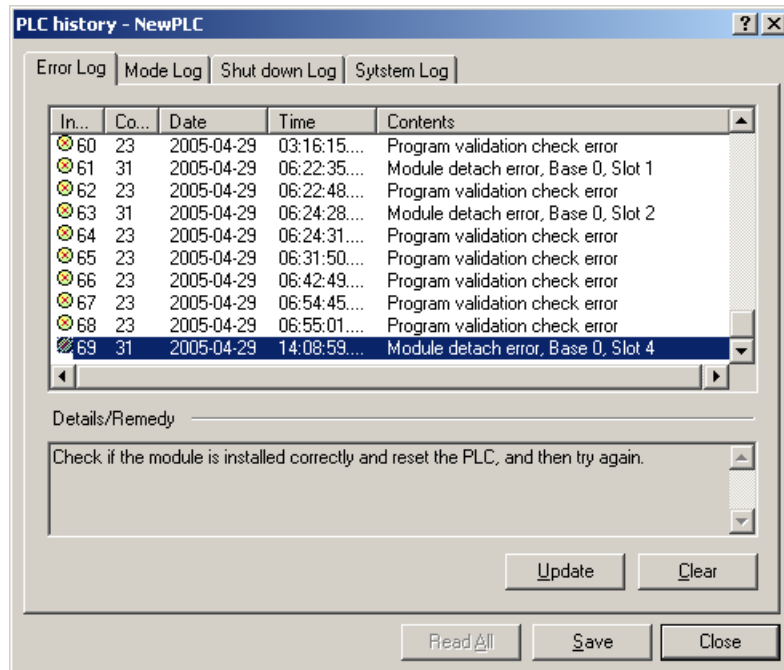 PLC history - NewPLC
Error Log Mode Log Shut down Log Sytstem Log
In... Co... Date Time Contents
60 23 2005-04-29 03:16:15.... Program validation check error
61 31 2005-04-29 06:22:35.... Module detach error, Base 0, Slot 1
62 23 2005-04-29 06:22:48.... Program validation check error
63 31 2005-04-29 06:24:28.... Module detach error, Base 0, Slot 2
64 23 2005-04-29 06:24:31.... Program validation check error
65 23 2005-04-29 06:31:50.... Program validation check error
66 23 2005-04-29 06:42:49.... Program validation check error
67 23 2005-04-29 06:54:45.... Program validation check error
68 23 2005-04-29 06:55:01.... Program validation check error
69 31 2005-04-29 14:08:59.... Module detach error, Base 0, Slot 4
Details/Remedy
Check if the module is installed correctly and reset the PLC, and then try again.
Update Clear
Read All Save Close